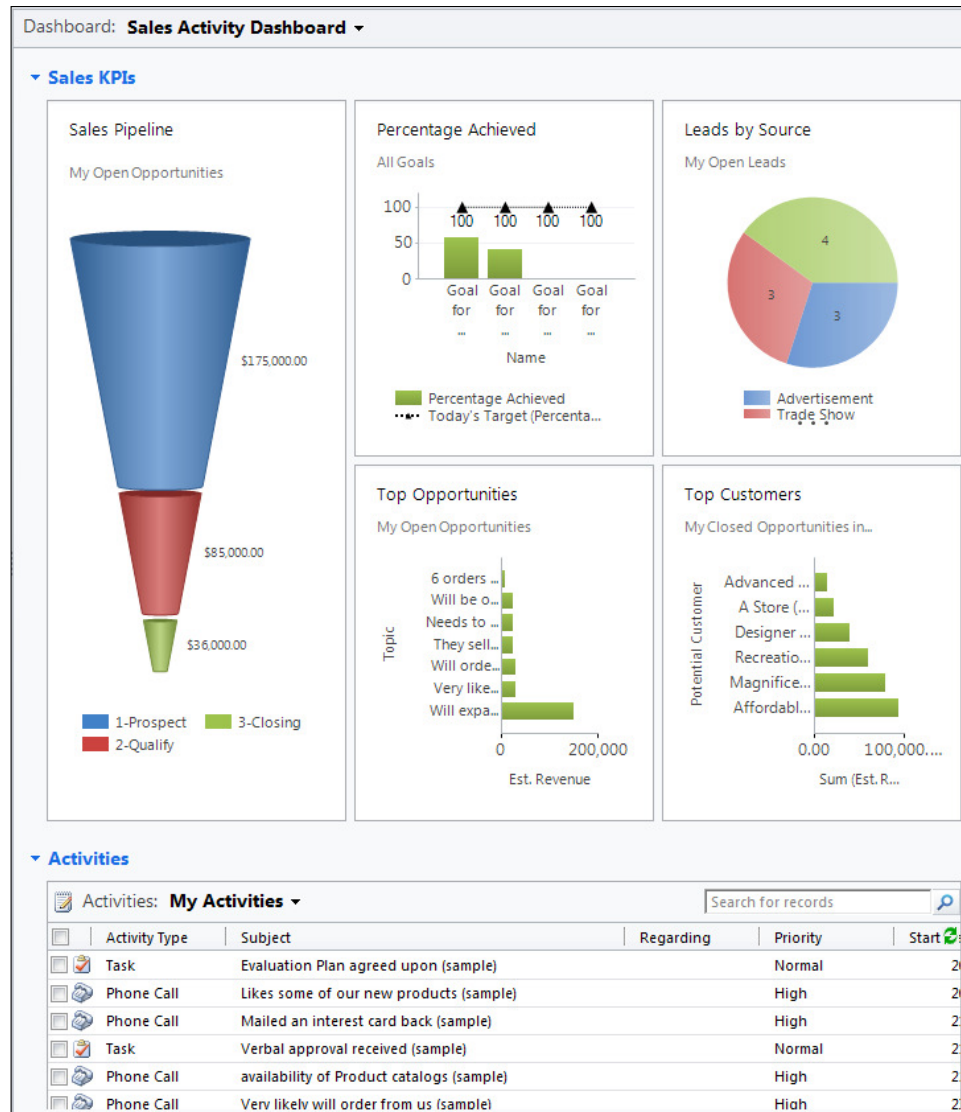 Dashboard: Sales Activity Dashboard
Sales KPIs
Sales Pipeline
My Open Opportunities
$175,000.00
$85,000.00
$36,000.00
1-Prospect 3-Closing
2-Qualify
Percentage Achieved
All Goals
100
50
0
100 100 100 100
Goal Goal Goal Goal
for for for for
... ... ... ...
Name
Percentage Achieved
Today's Target (Percenta...
Leads by Source
My Open Leads
4
3
3
Advertisement
Trade Show
Top Opportunities
My Open Opportunities
Topic
6 orders ...
Will be o...
Needs to ...
They sell...
Will orde...
Very like...
Will expa...
0 200,000
Est. Revenue
Top Customers
My Closed Opportunities in...
Potential Customer
Advanced ...
A Store (...
Designer ...
Recreatio...
Magnifice...
Affordabl...
0.00 100,000....
Sum (Est. R...
Activities
Activities: My Activities
Search for records
Activity Type Subject Regarding Priority Start
Task Evaluation Plan agreed upon (sample) Normal
Phone Call Likes some of our new products (sample) High
Phone Call Mailed an interest card back (sample) High
Task Verbal approval received (sample) Normal
Phone Call availability of Product catalogs (sample) High
Phone Call Very likely will order from us (sample) High